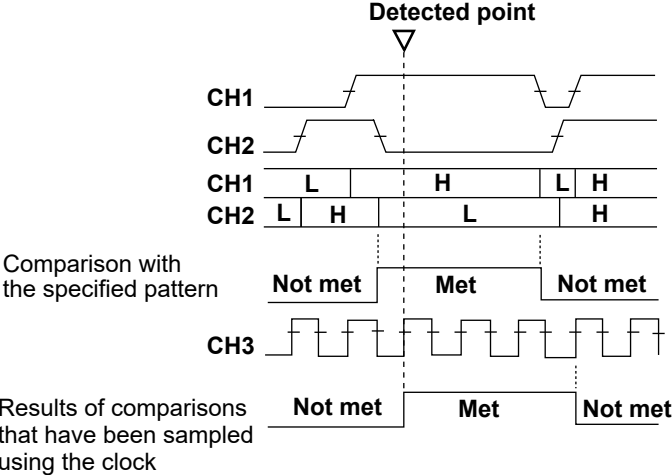 Detected point
CH1
CH2
CH1 L H L H
CH2 L H L H
Comparison with
the specified pattern
Not met Met Not met
CH3
Results of comparisons
that have been sampled
using the clock
Not met Met Not met